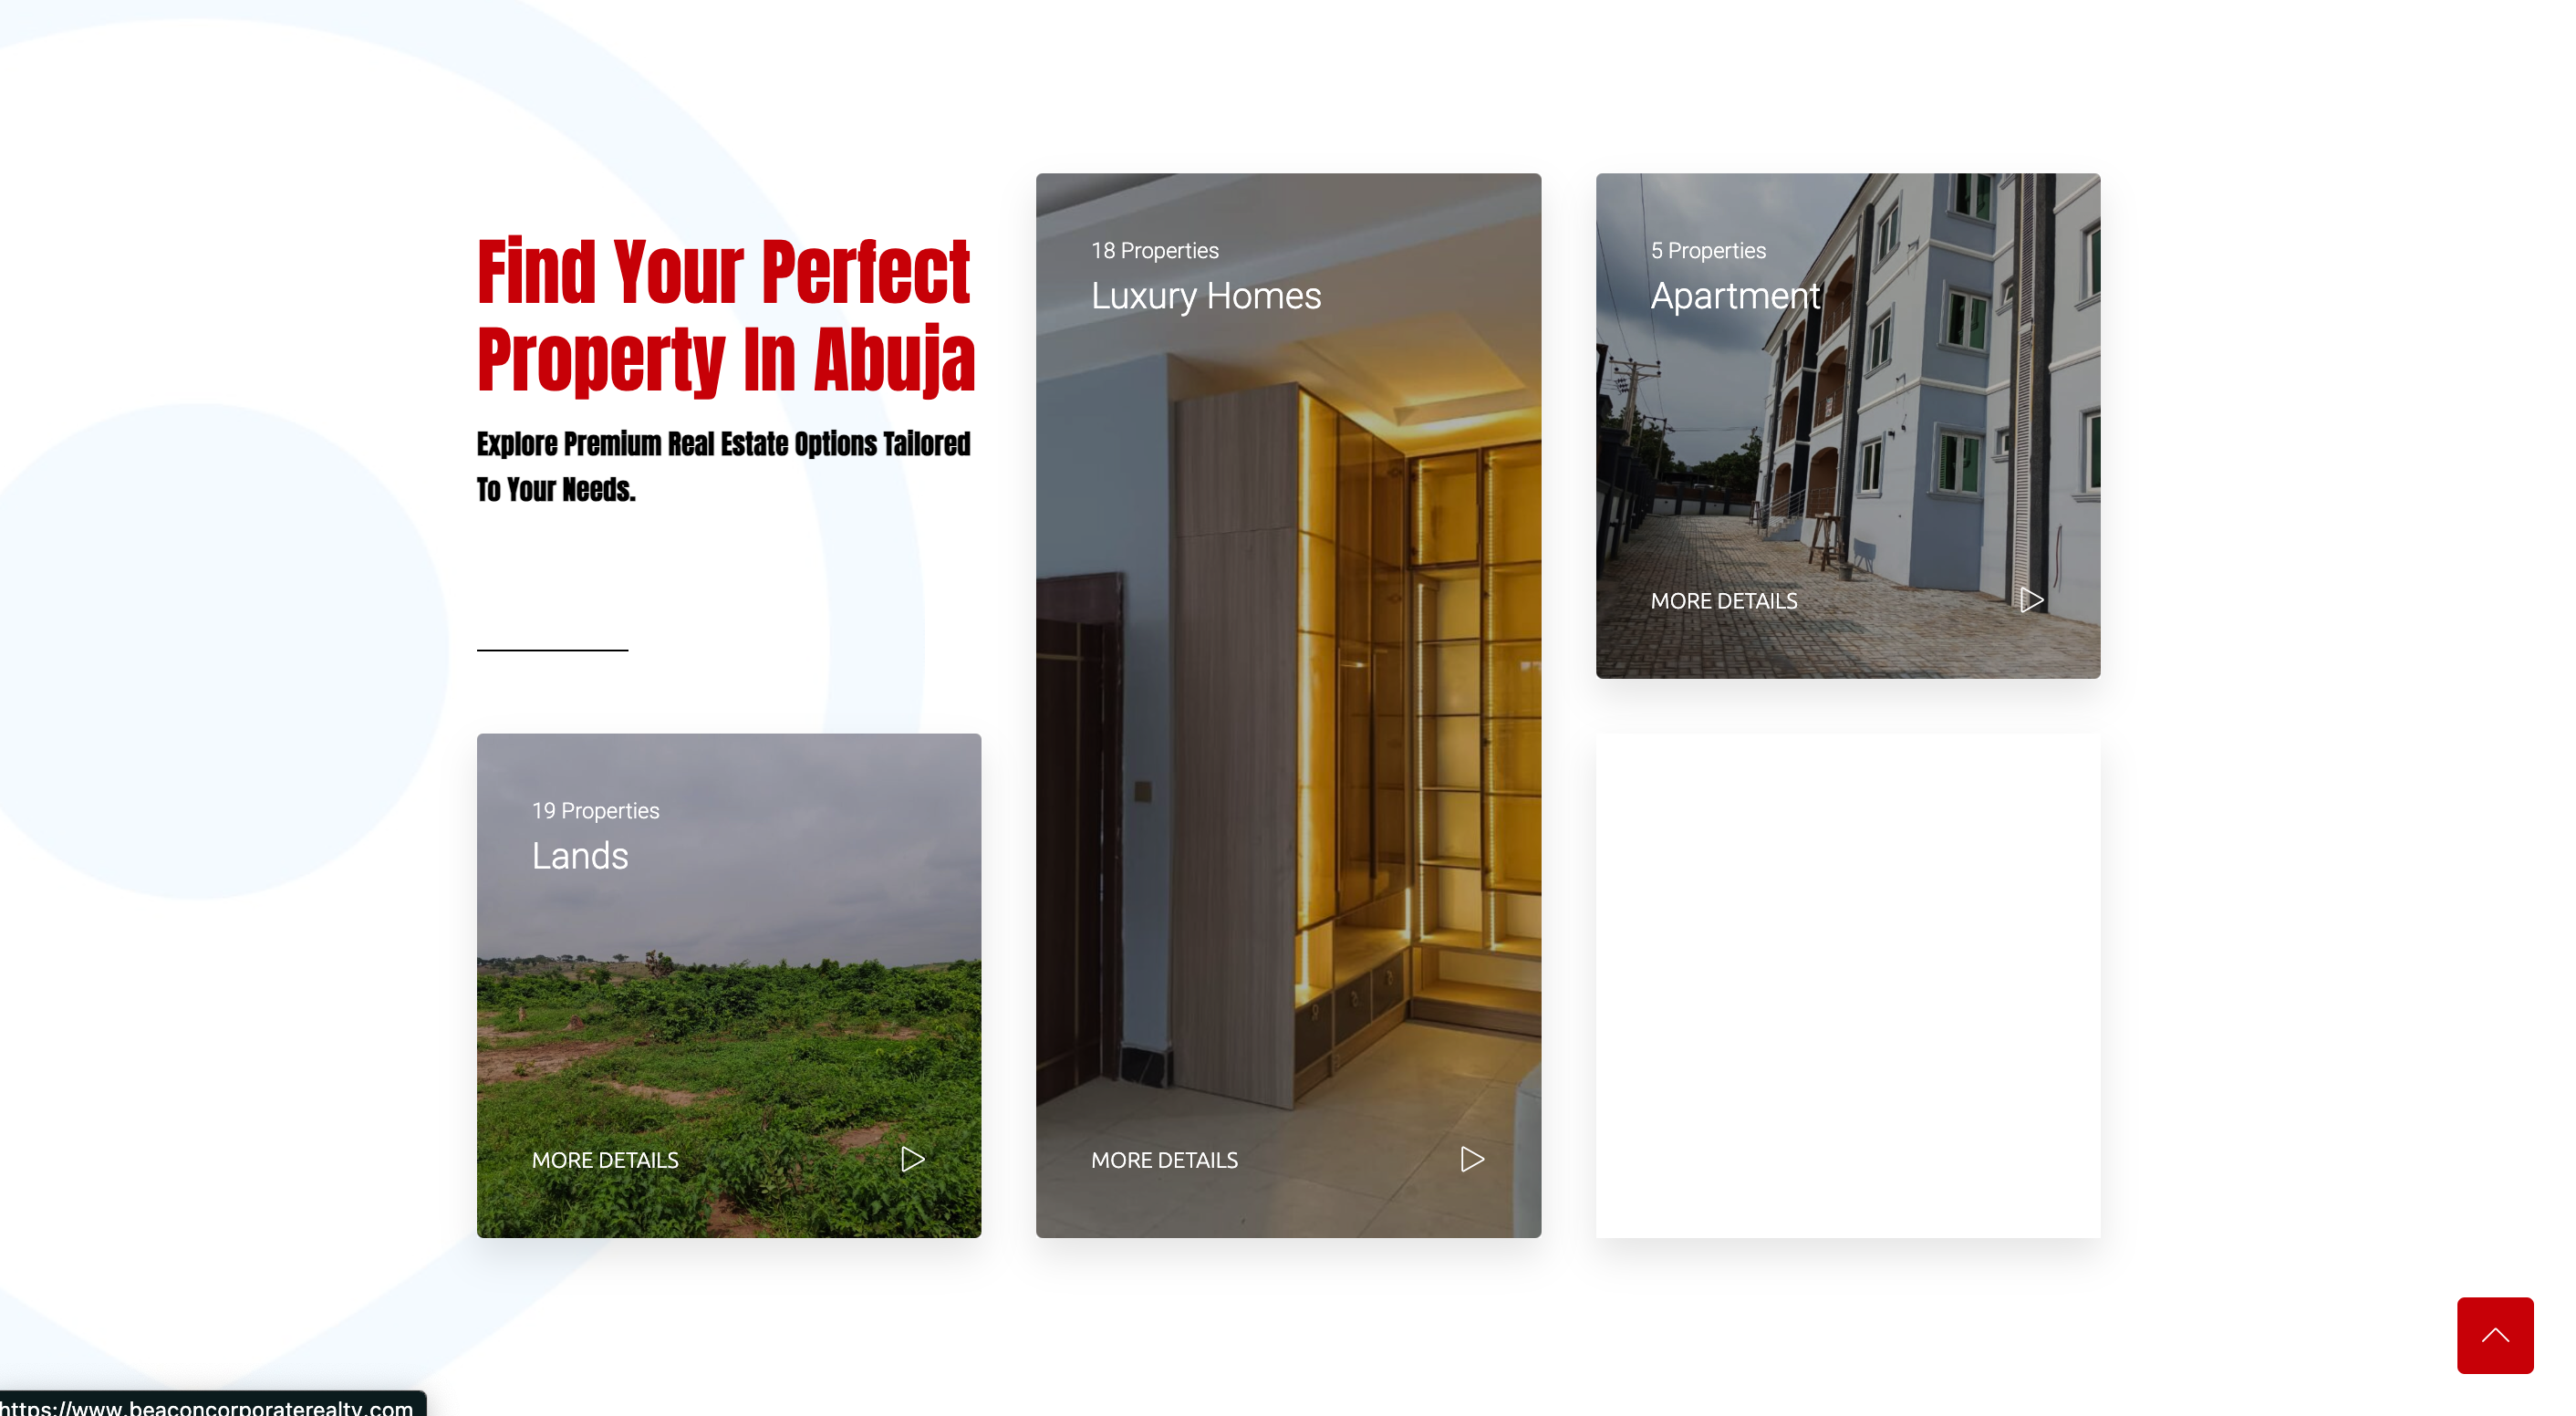 Find Your Perfect
Property In Abuja
Explore Premium Real Estate Options Tailored
To Your Needs.
19 Properties
Lands
MORE DETAILS
18 Properties
Luxury Homes
MORE DETAILS
5 Properties
Apartment
MORE DETAILS
https://www.beaconcorporaterealty.com